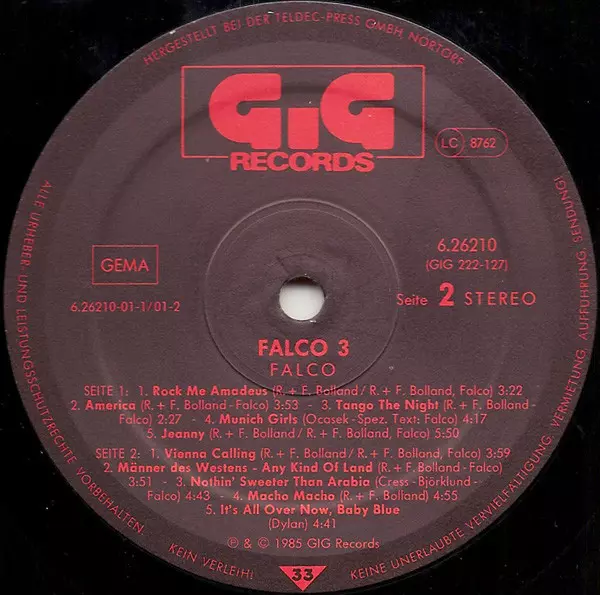 HERGESTELLT BEI DER TELDEC-PRESS GMBH, NORTORF
GiG
RECORDS
LC 8762
GEMA
6.26210
(GIG 222-127)
6.26210-01-1/01-2
Seite 2 STEREO
FALCO 3
FALCO
SEITE 1: 1. Rock Me Amadeus (R. + F. Bolland / R. + F. Bolland, Falco) 3:22
2. America (R. + F. Bolland - Falco) 3:53 - 3. Tango The Night (R. + F. Bolland -
Falco) 2:27 - 4. Munich Girls (Ocasek - Spez. Text: Falco) 4:17
5. Jeanny (R. + F. Bolland / R. + F. Bolland, Falco) 5:50
SEITE 2: 1. Vienna Calling (R. + F. Bolland / R. + F. Bolland, Falco) 3:59
2. Männer des Westens - Any Kind Of Land (R. + F. Bolland - Falco)
3:51 - 3. Nothin' Sweeter Than Arabia (Cress - Björklund -
Falco) 4:43 - 4. Macho Macho (R. + F. Bolland) 4:55
5. It's All Over Now, Baby Blue
(Dylan) 4:41
℗ & © 1985 GIG Records
33
ALLE URHEBER- UND LEISTUNGSSCHUTZRECHTE VORBEHALTEN.
KEIN VERLEIH!
KEINE UNERLAUBTE VERVIELFÄLTIGUNG, VERMIETUNG, AUFFÜHRUNG, SENDUNG!